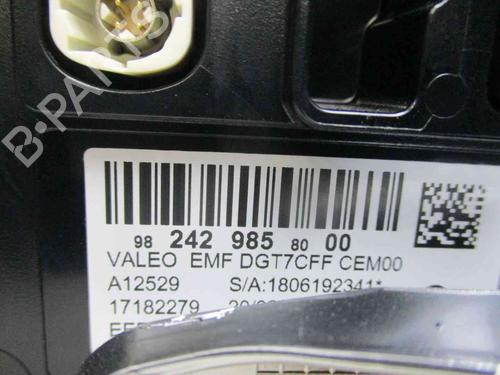 B-PARTS
98 242 985 80 00
VALEO EMF DGT7CFF CEM00
A12529 S/A:1806192341*
17182279